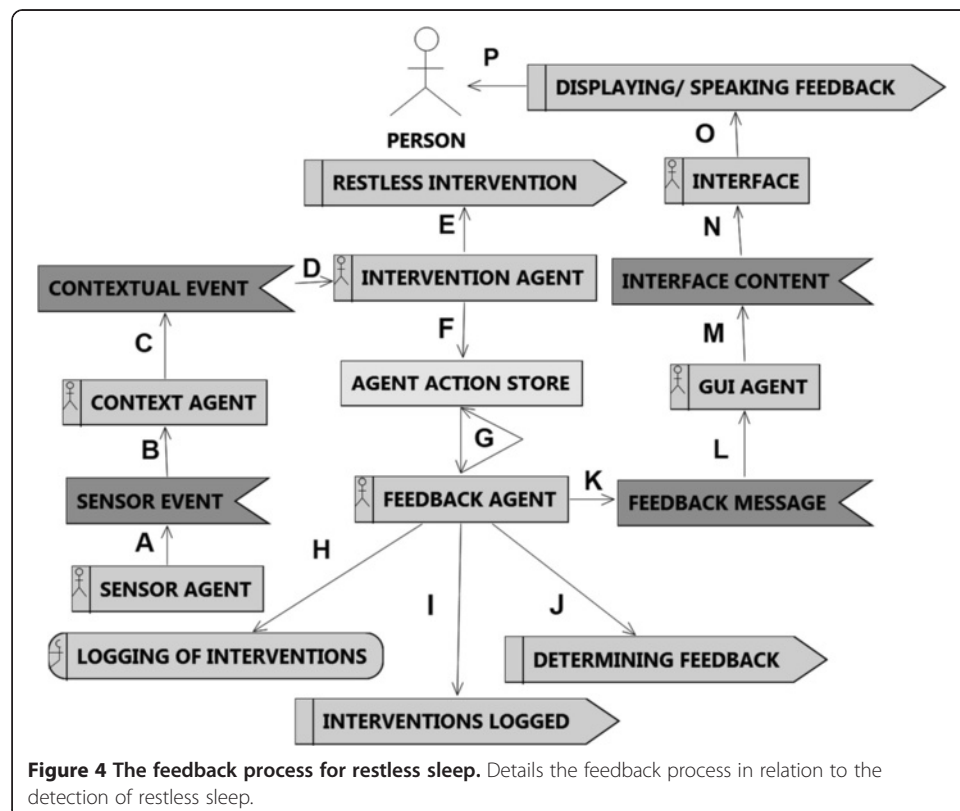 P
DISPLAYING/ SPEAKING FEEDBACK
O
PERSON
RESTLESS INTERVENTION
INTERFACE
E
N
D
CONTEXTUAL EVENT
INTERVENTION AGENT
INTERFACE CONTENT
C
F
M
AGENT ACTION STORE
GUI AGENT
CONTEXT AGENT
B
G
L
K
SENSOR EVENT
FEEDBACK AGENT
FEEDBACK MESSAGE
A
H
SENSOR AGENT
I
J
LOGGING OF INTERVENTIONS
DETERMINING FEEDBACK
INTERVENTIONS LOGGED
Figure 4 The feedback process for restless sleep. Details the feedback process in relation to the
detection of restless sleep.